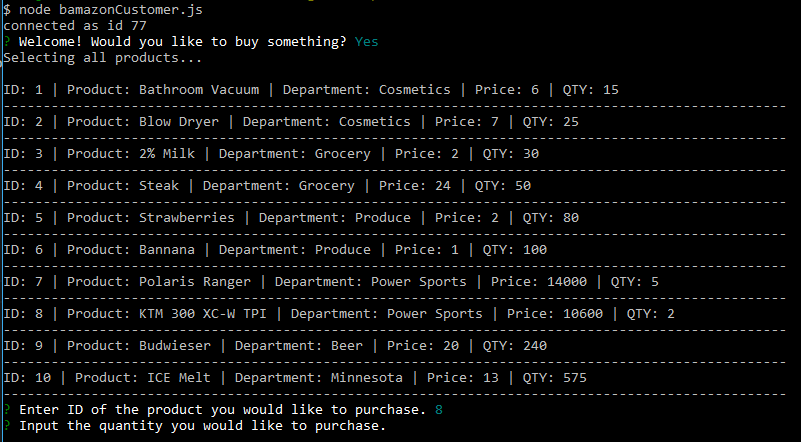 $ node bamazonCustomer.js
connected as id 77
? Welcome! Would you like to buy something? Yes
Selecting all products...
ID: 1 | Product: Bathroom Vacuum | Department: Cosmetics | Price: 6 | QTY: 15
--------------------------------------------------------------------------------------------------
ID: 2 | Product: Blow Dryer | Department: Cosmetics | Price: 7 | QTY: 25
--------------------------------------------------------------------------------------------------
ID: 3 | Product: 2% Milk | Department: Grocery | Price: 2 | QTY: 30
--------------------------------------------------------------------------------------------------
ID: 4 | Product: Steak | Department: Grocery | Price: 24 | QTY: 50
--------------------------------------------------------------------------------------------------
ID: 5 | Product: Strawberries | Department: Produce | Price: 2 | QTY: 80
--------------------------------------------------------------------------------------------------
ID: 6 | Product: Bannana | Department: Produce | Price: 1 | QTY: 100
--------------------------------------------------------------------------------------------------
ID: 7 | Product: Polaris Ranger | Department: Power Sports | Price: 14000 | QTY: 5
--------------------------------------------------------------------------------------------------
ID: 8 | Product: KTM 300 XC-W TPI | Department: Power Sports | Price: 10600 | QTY: 2
--------------------------------------------------------------------------------------------------
ID: 9 | Product: Budwieser | Department: Beer | Price: 20 | QTY: 240
--------------------------------------------------------------------------------------------------
ID: 10 | Product: ICE Melt | Department: Minnesota | Price: 13 | QTY: 575
--------------------------------------------------------------------------------------------------
? Enter ID of the product you would like to purchase. 8
? Input the quantity you would like to purchase.